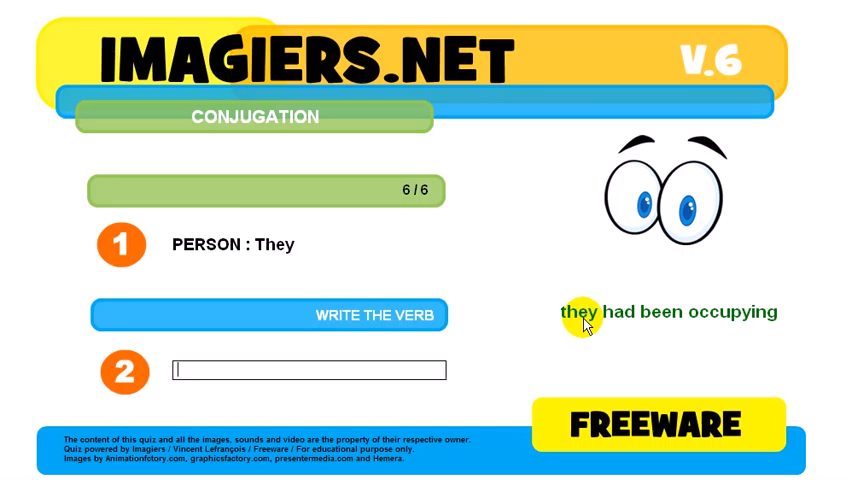 IMAGIERS.NET
V.6
CONJUGATION
6 / 6
1
PERSON : They
WRITE THE VERB
they had been occupying
2
FREEWARE
The content of this quiz and all the images, sounds and video are the property of their respective owner.
Quiz powered by Imagiers / Vincent Lefrançois / Freeware / For educational purpose only.
Images by Animationfctory.com, graphicsfactory.com, presentermedia.com and Hemera.